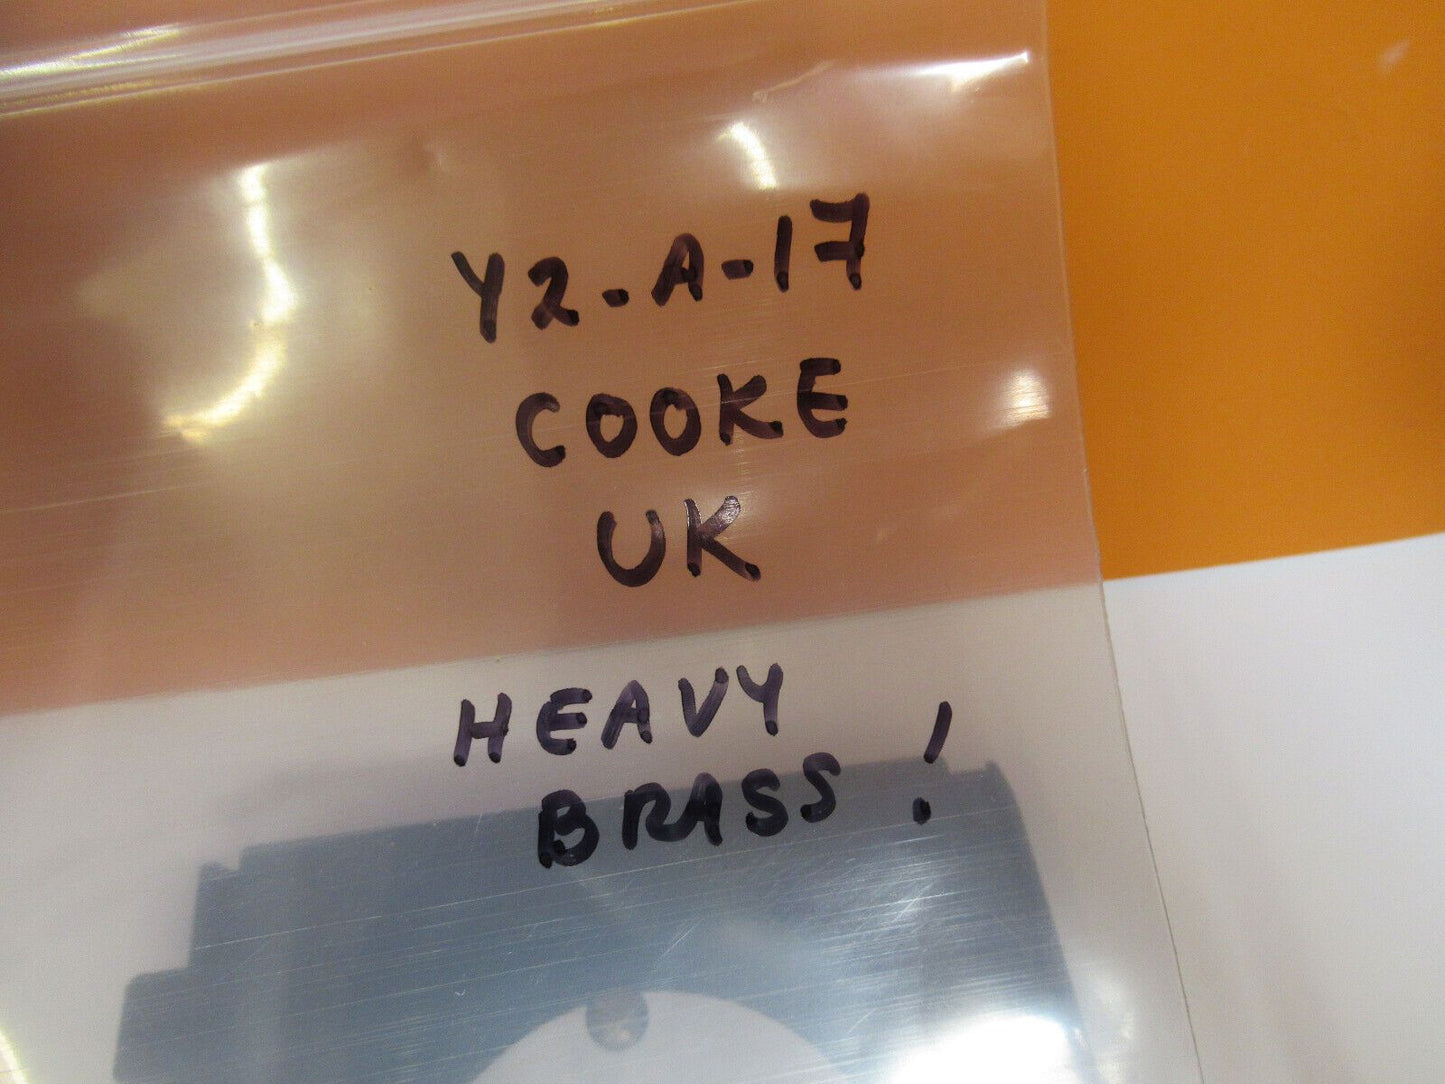 Y2-A-17
COOKE
UK
HEAVY
BRASS!